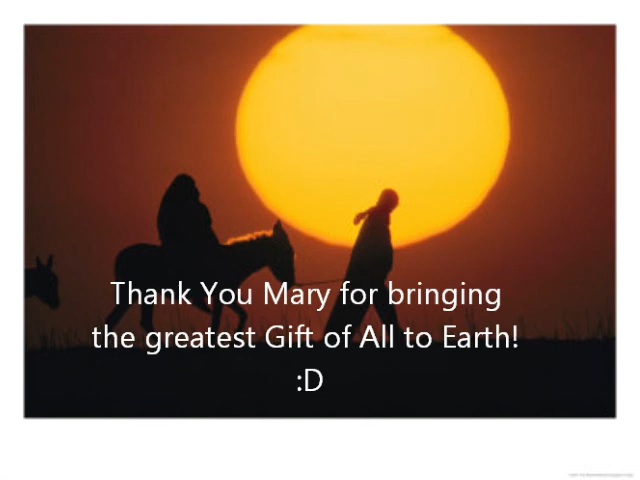 Thank You Mary for bringing
the greatest Gift of All to Earth!
:D